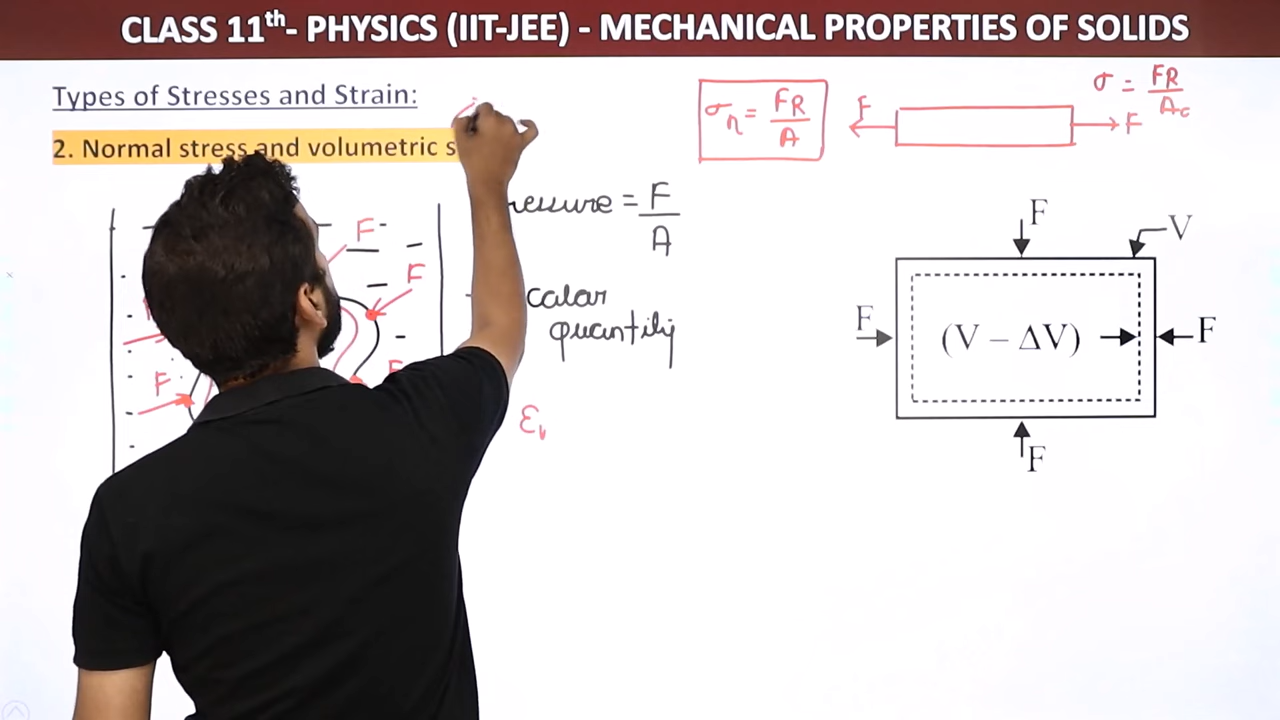 CLASS 11th- PHYSICS (IIT-JEE) - MECHANICAL PROPERTIES OF SOLIDS
Types of Stresses and Strain:
2. Normal stress and volumetric s
σn = FR / A
F
F
σ = FR / Ac
ressure = F / A
calar
quantity
F
F
F
F
εv
F
V
F
(V – ΔV)
F
F